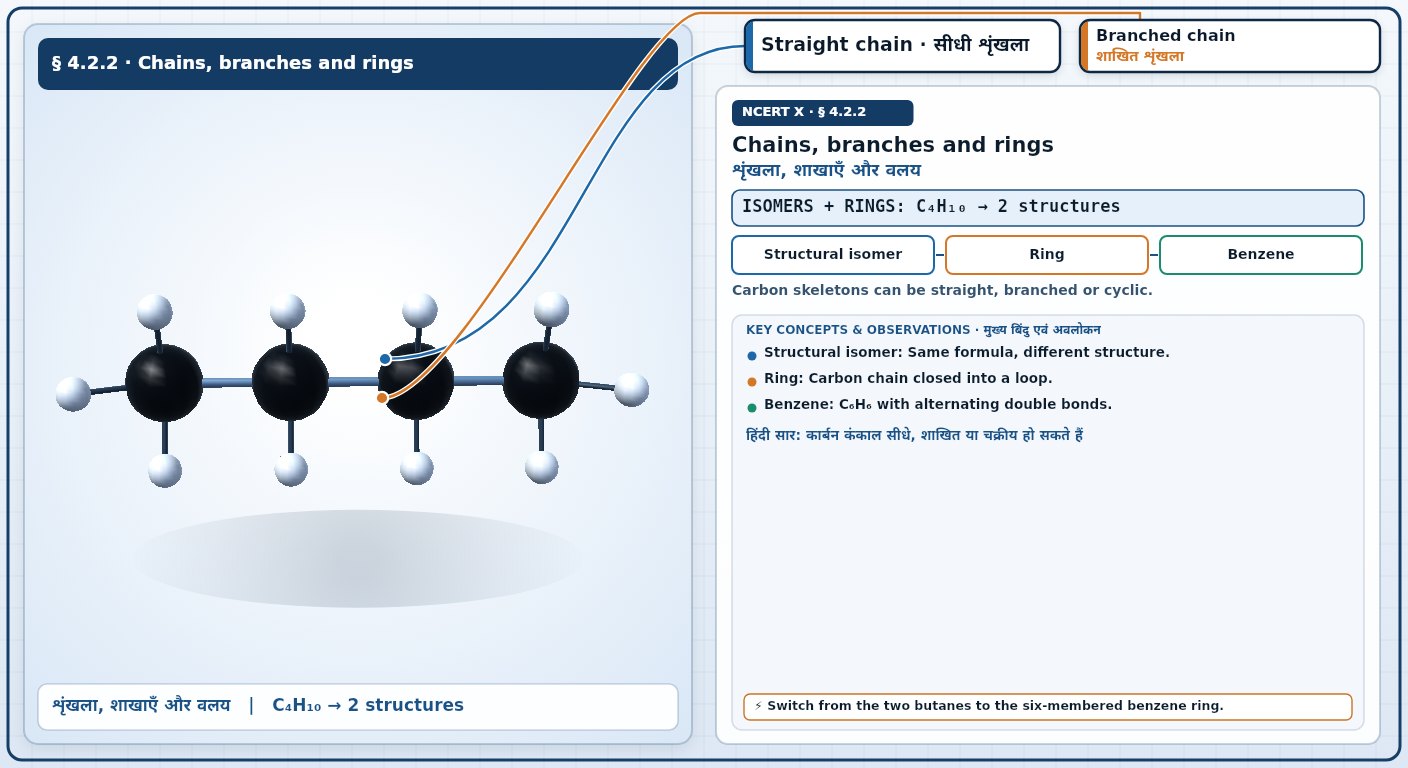 § 4.2.2 · Chains, branches and rings
Straight chain · सीधी शृंखला
Branched chain
शाखित शृंखला
NCERT X · § 4.2.2
Chains, branches and rings
शृंखला, शाखाएँ और वलय
ISOMERS + RINGS: C₄H₁₀ → 2 structures
Structural isomer
Ring
Benzene
Carbon skeletons can be straight, branched or cyclic.
KEY CONCEPTS & OBSERVATIONS · मुख्य बिंदु एवं अवलोकन
Structural isomer: Same formula, different structure.
Ring: Carbon chain closed into a loop.
Benzene: C₆H₆ with alternating double bonds.
हिंदी सार: कार्बन कंकाल सीधे, शाखित या चक्रीय हो सकते हैं
⚡ Switch from the two butanes to the six-membered benzene ring.
शृंखला, शाखाएँ और वलय | C₄H₁₀ → 2 structures